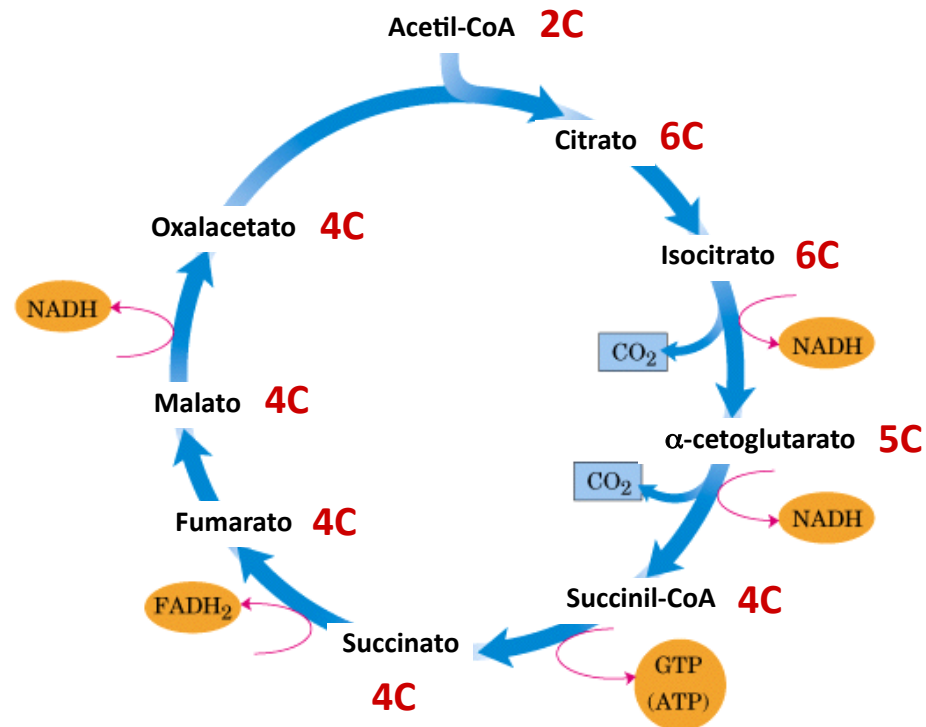 Acetil-CoA 2C
Citrato 6C
Oxalacetato 4C
Isocitrato 6C
NADH
CO₂
NADH
Malato 4C
α-cetoglutarato 5C
CO₂
NADH
Fumarato 4C
FADH₂
Succinil-CoA 4C
Succinato
4C
GTP
(ATP)